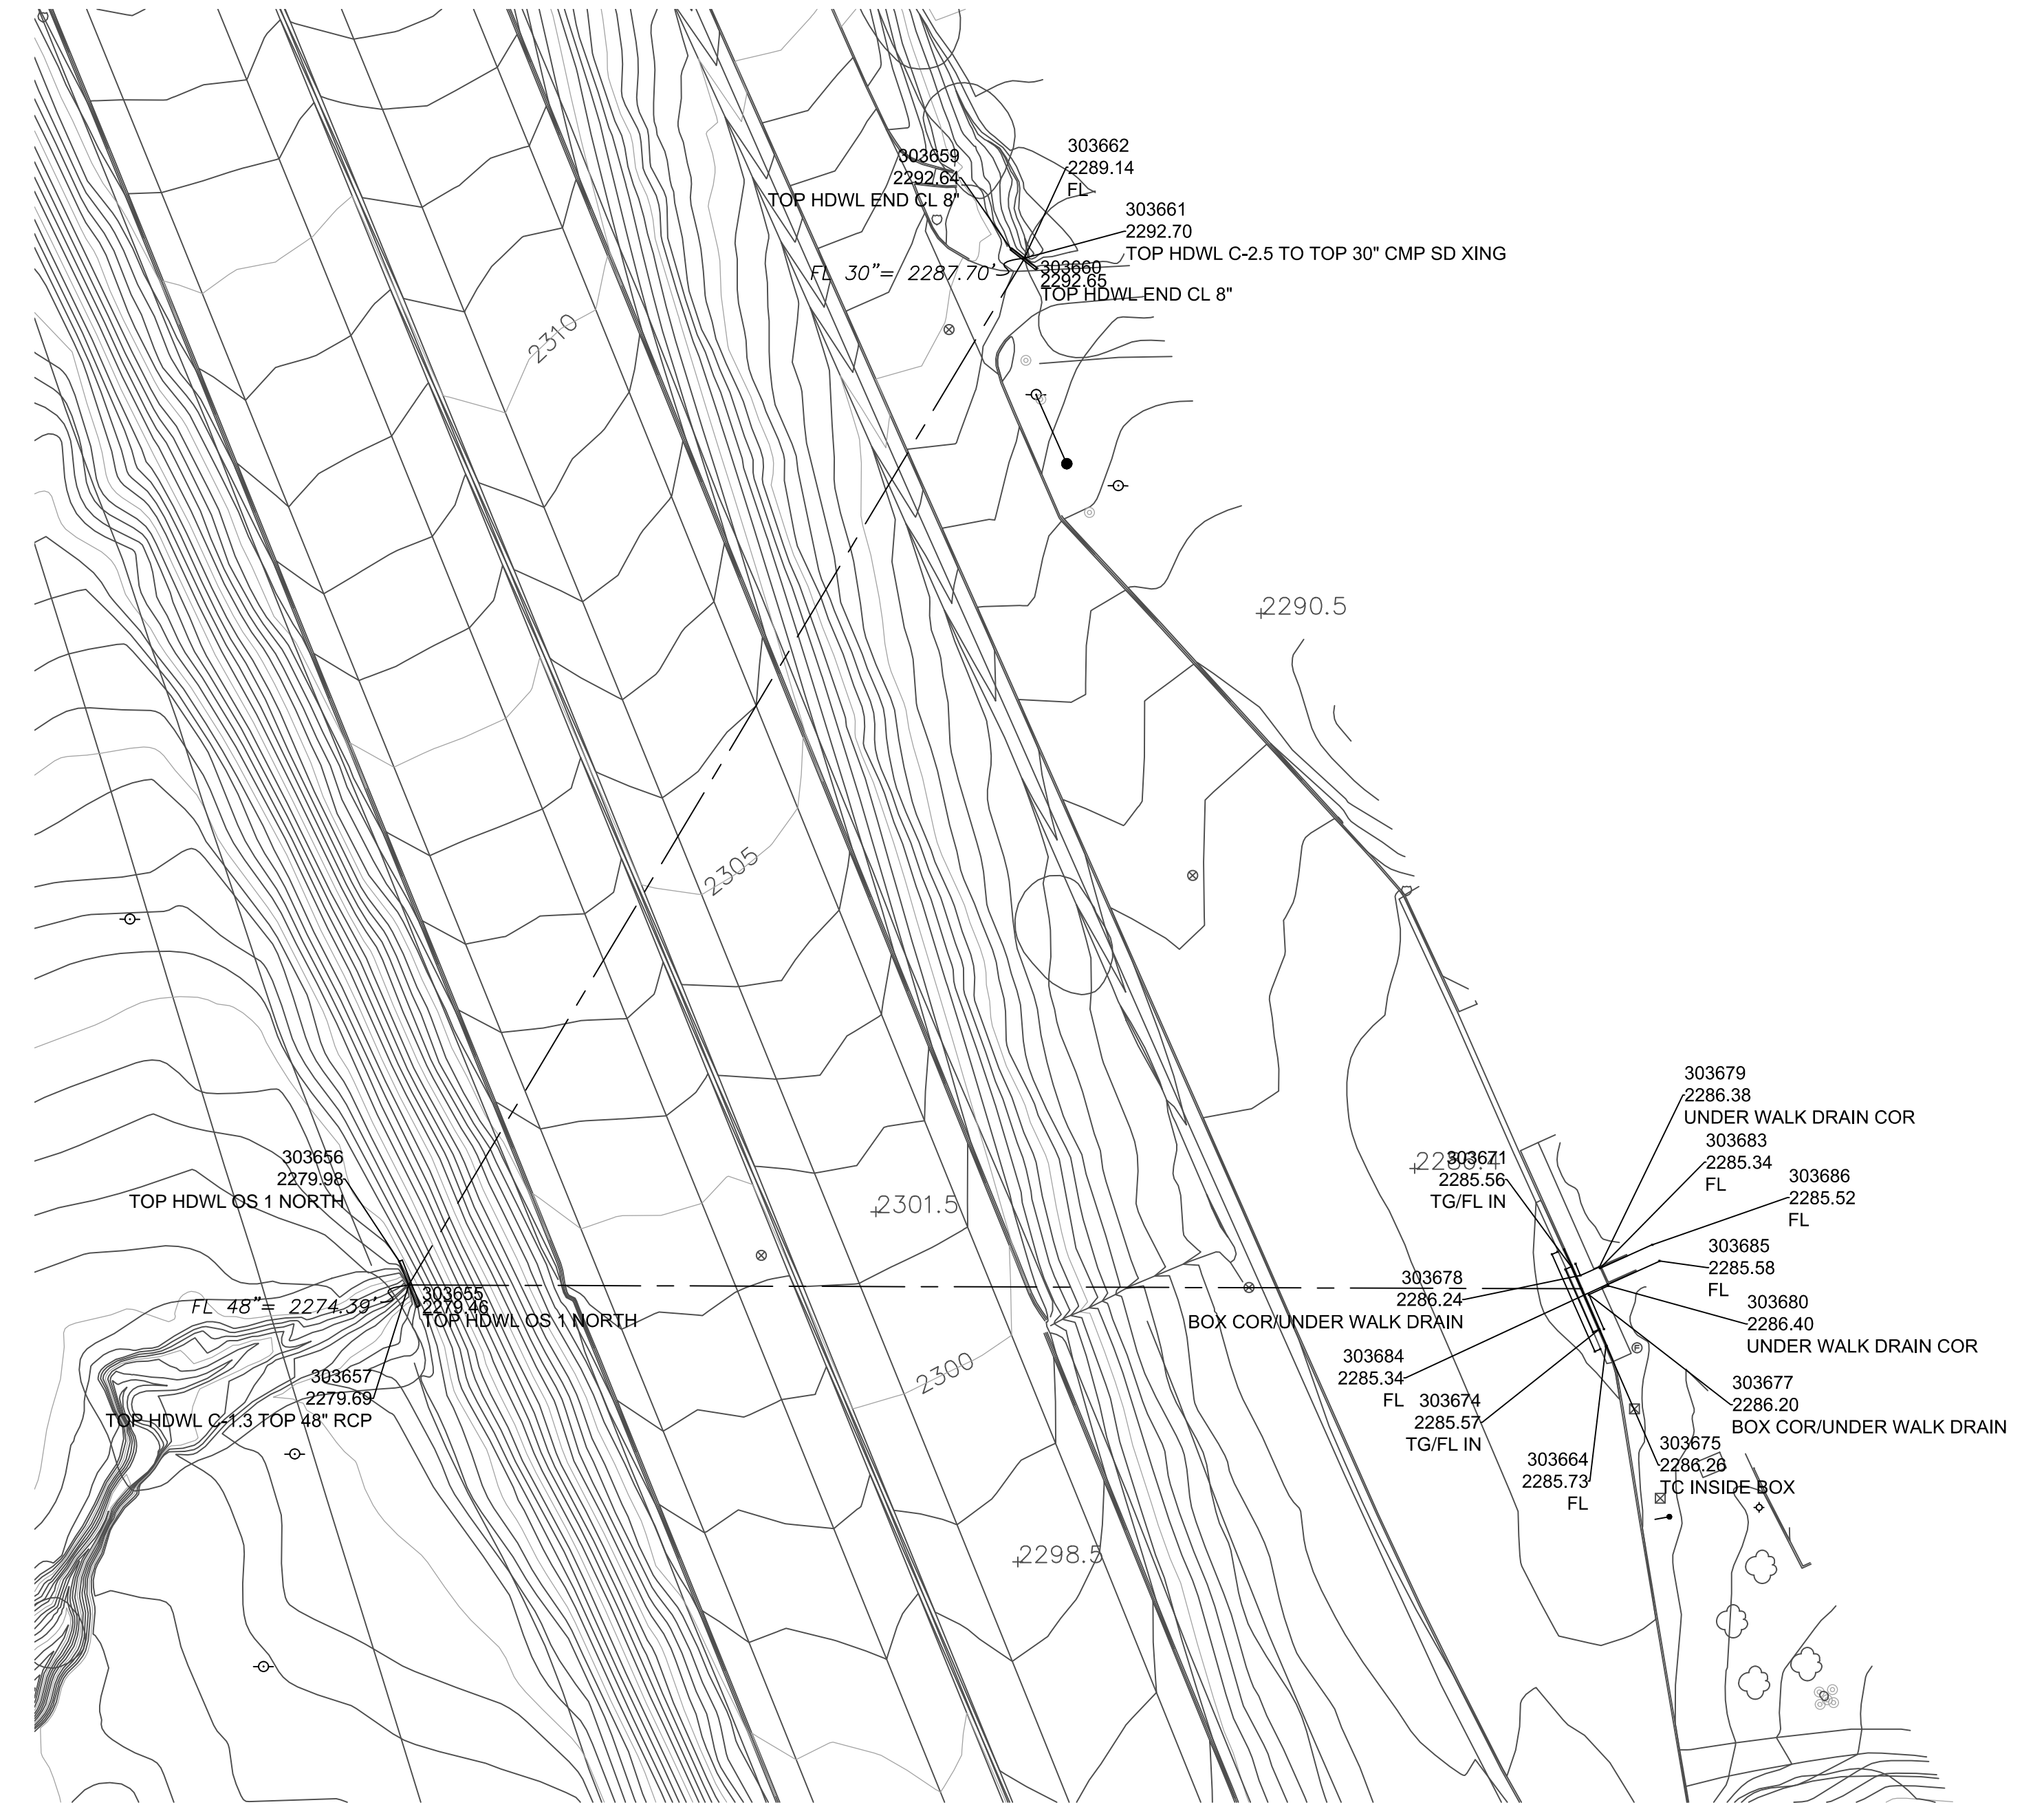 303662
2289.14
FL
303659
2292.64
TOP HDWL END CL 8"
303661
2292.70
TOP HDWL C-2.5 TO TOP 30" CMP SD XING
FL 30"= 2287.70'
303660
2292.65
TOP HDWL END CL 8"
2310
2290.5
2305
303679
2286.38
UNDER WALK DRAIN COR
303683
2285.34
FL
303671
2285.56
TG/FL IN
2286.4
303686
2285.52
FL
303656
2279.98
TOP HDWL OS 1 NORTH
2301.5
303685
2285.58
FL
303678
2286.24
BOX COR/UNDER WALK DRAIN
FL 48"= 2274.39'
303655
2279.46
TOP HDWL OS 1 NORTH
303680
2286.40
UNDER WALK DRAIN COR
303684
2285.34
FL
2300
303657
2279.69
TOP HDWL C-1.3 TOP 48" RCP
303677
2286.20
BOX COR/UNDER WALK DRAIN
303674
2285.57
TG/FL IN
303675
2286.26
TC INSIDE BOX
303664
2285.73
FL
2298.5